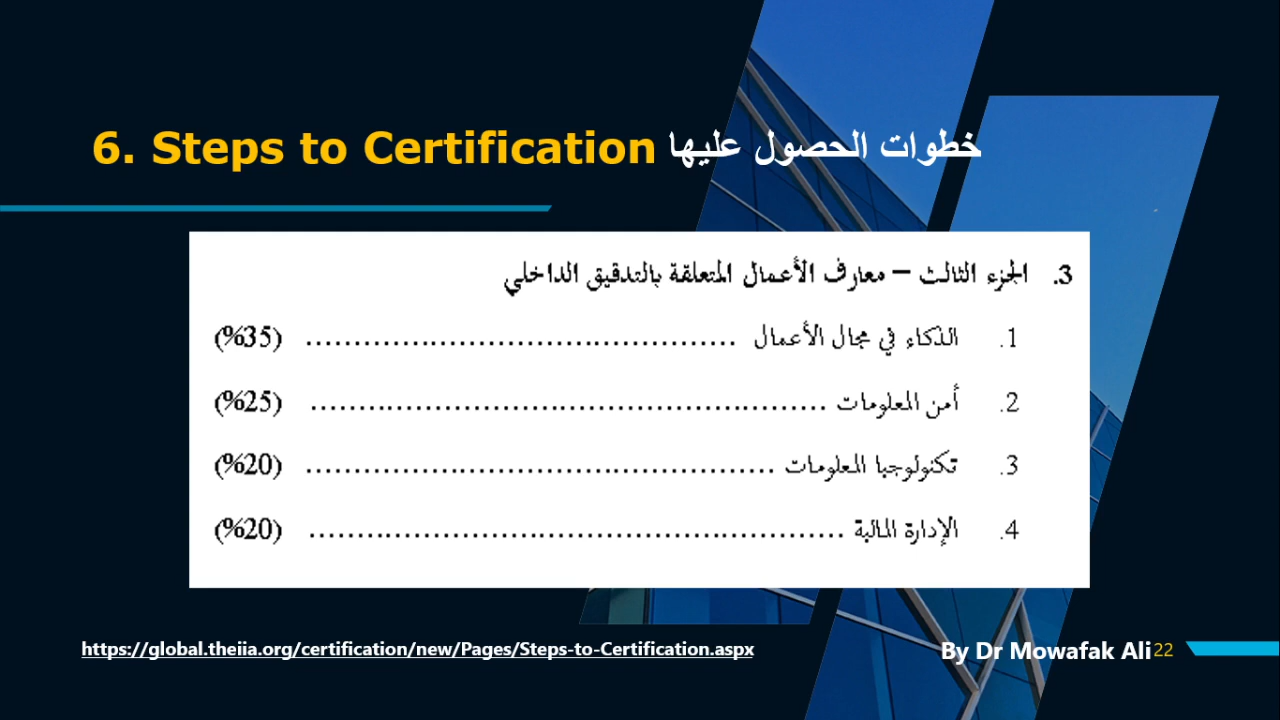 6. Steps to Certification خطوات الحصول عليها
3. الجزء الثالث – معارف الأعمال المتعلقة بالتدقيق الداخلي
1. الذكاء في مجال الأعمال ............................................. (35%)
2. أمن المعلومات ...................................................... (25%)
3. تكنولوجيا المعلومات ................................................. (20%)
4. الإدارة المالية ........................................................ (20%)
https://global.theiia.org/certification/new/Pages/Steps-to-Certification.aspx
By Dr Mowafak Ali 22